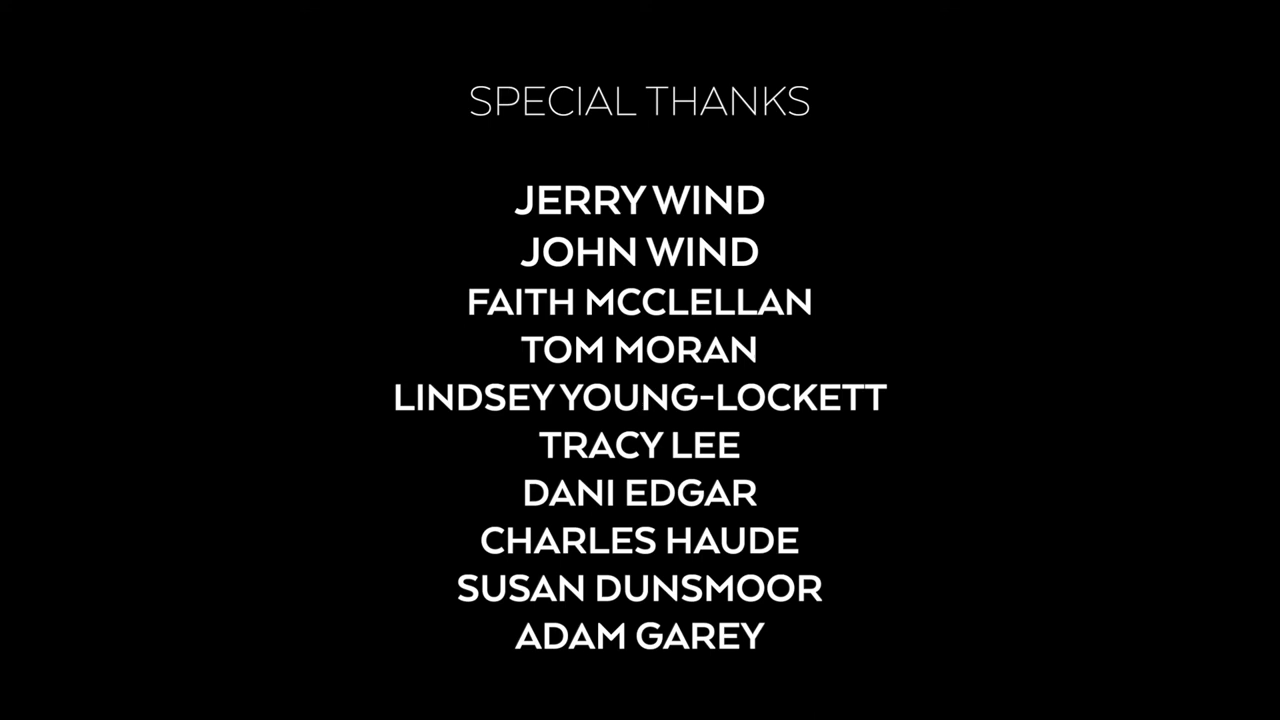 SPECIAL THANKS
JERRY WIND
JOHN WIND
FAITH MCCLELLAN
TOM MORAN
LINDSEY YOUNG-LOCKETT
TRACY LEE
DANI EDGAR
CHARLES HAUDE
SUSAN DUNSMOOR
ADAM GAREY